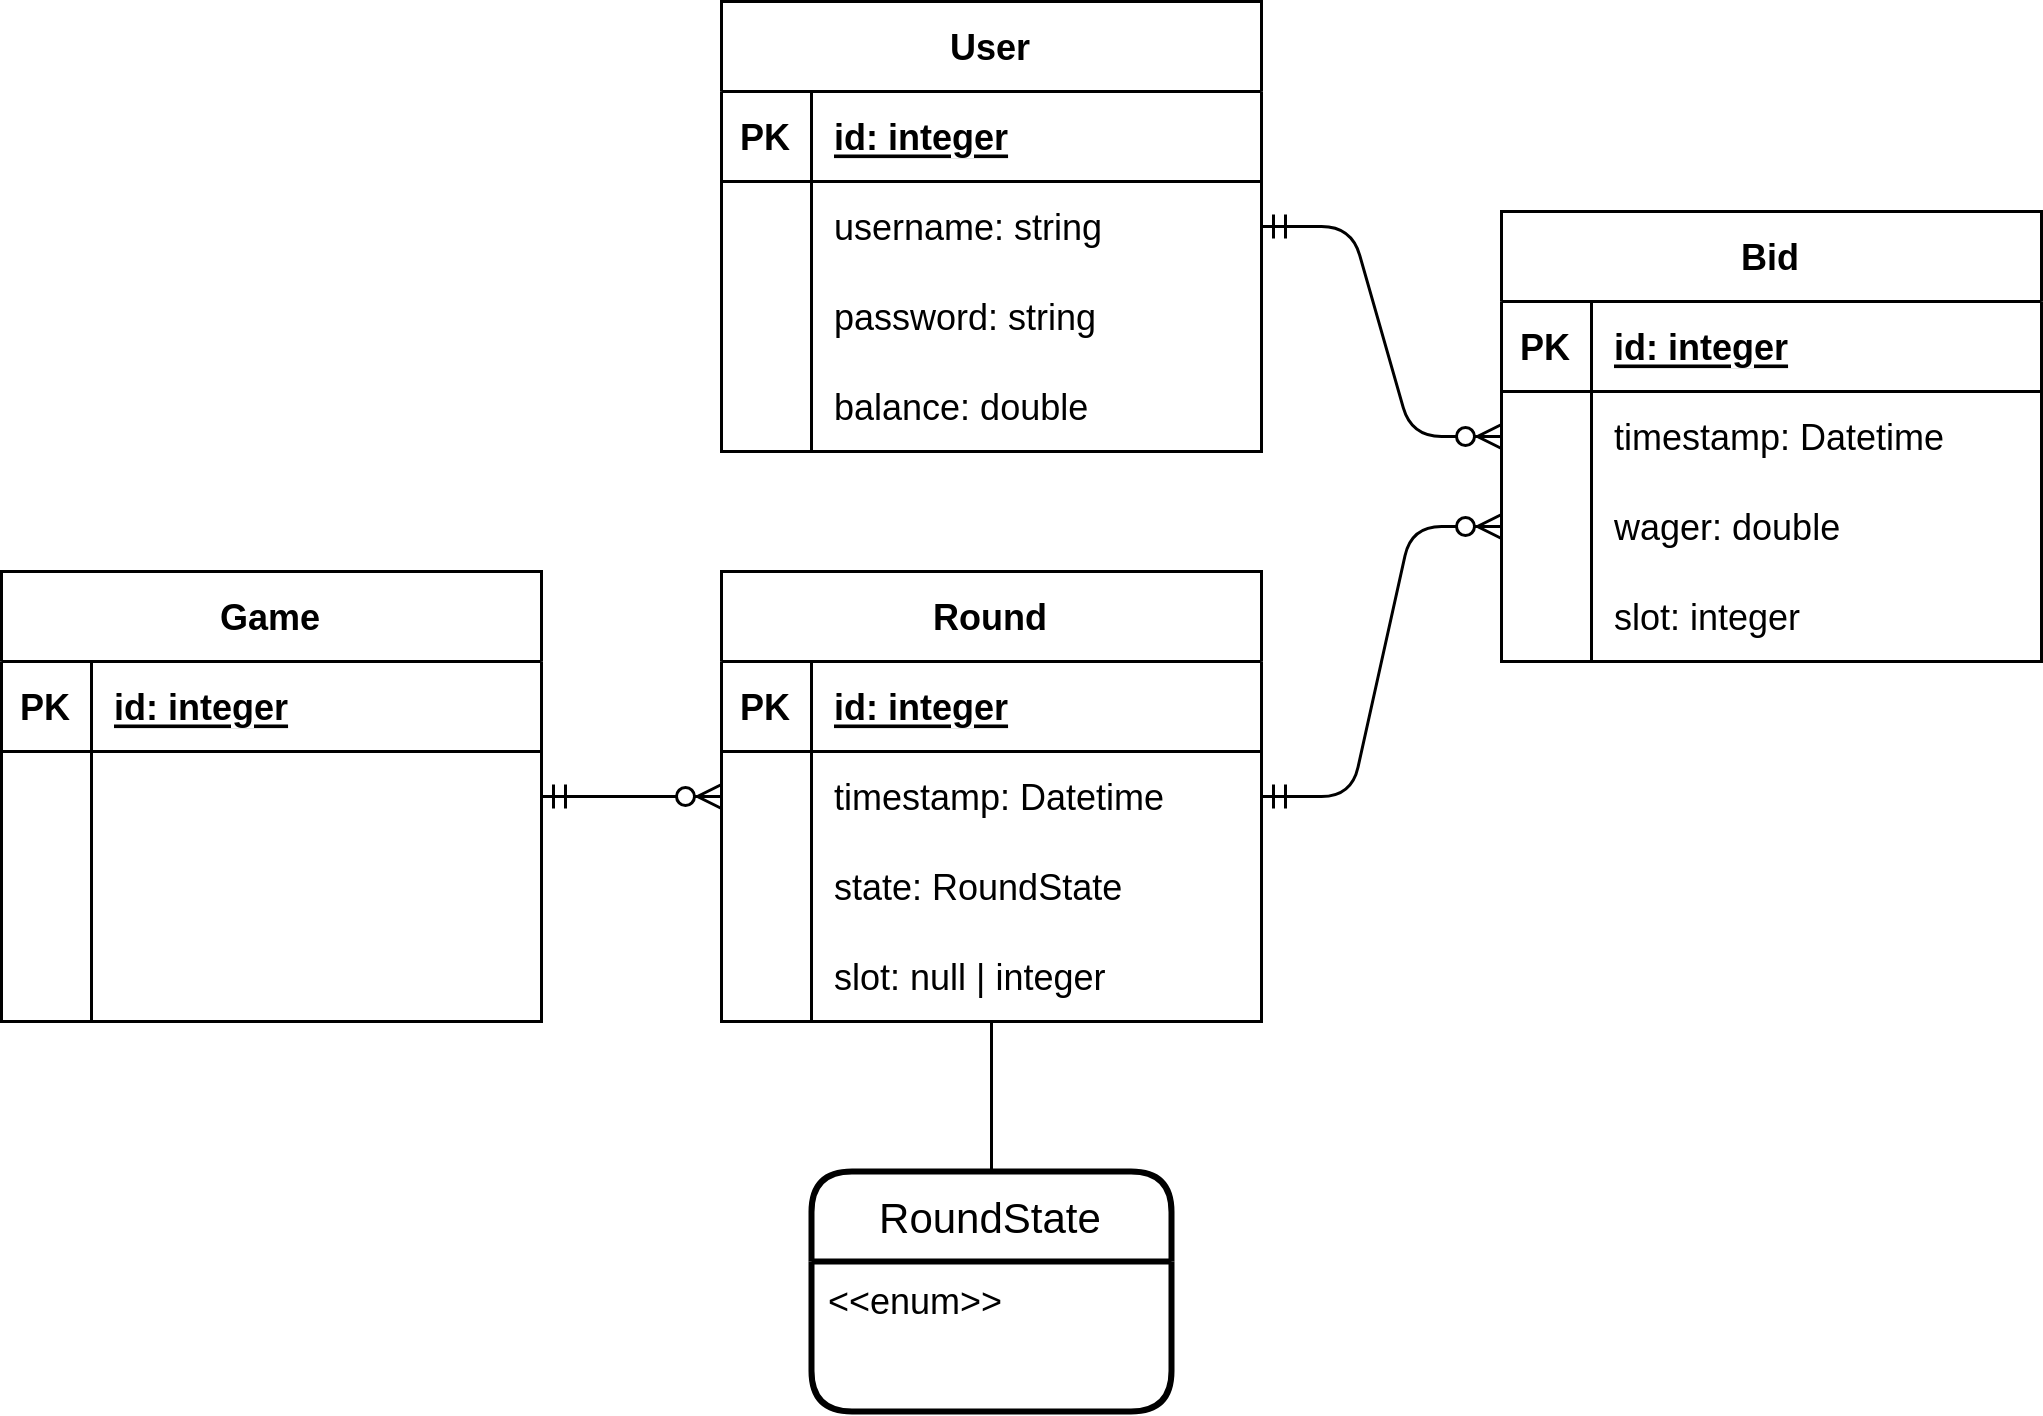 User
PK
id: integer
username: string
password: string
balance: double
Bid
PK
id: integer
timestamp: Datetime
wager: double
slot: integer
Game
PK
id: integer
Round
PK
id: integer
timestamp: Datetime
state: RoundState
slot: null | integer
RoundState
<<enum>>